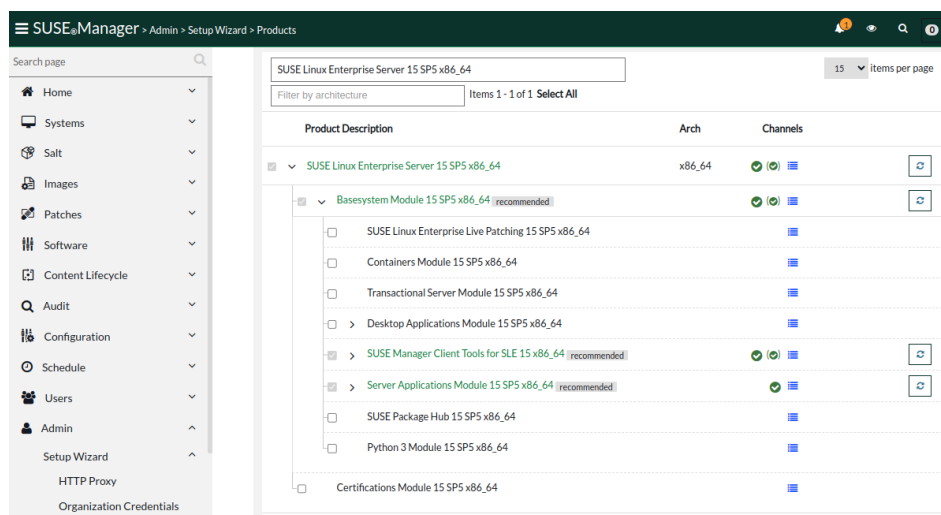 SUSE®Manager > Admin > Setup Wizard > Products
1
0
Search page
Home
Systems
Salt
Images
Patches
Software
Content Lifecycle
Audit
Configuration
Schedule
Users
Admin
Setup Wizard
HTTP Proxy
Organization Credentials
SUSE Linux Enterprise Server 15 SP5 x86_64
15 items per page
Filter by architecture Items 1 - 1 of 1 Select All
Product Description Arch Channels
SUSE Linux Enterprise Server 15 SP5 x86_64 x86_64
Basesystem Module 15 SP5 x86_64 recommended
SUSE Linux Enterprise Live Patching 15 SP5 x86_64
Containers Module 15 SP5 x86_64
Transactional Server Module 15 SP5 x86_64
Desktop Applications Module 15 SP5 x86_64
SUSE Manager Client Tools for SLE 15 x86_64 recommended
Server Applications Module 15 SP5 x86_64 recommended
SUSE Package Hub 15 SP5 x86_64
Python 3 Module 15 SP5 x86_64
Certifications Module 15 SP5 x86_64